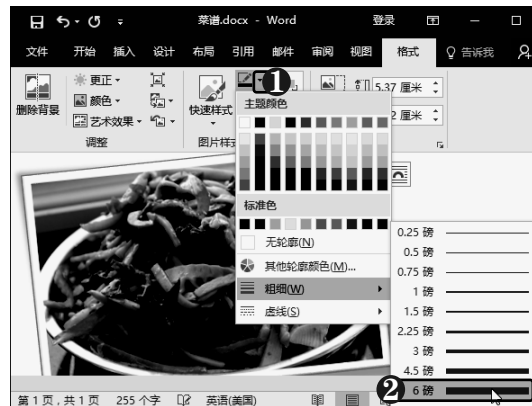 菜谱.docx - Word
登录
文件 开始 插入 设计 布局 引用 邮件 审阅 视图 格式 告诉我
删除背景
更正
颜色
艺术效果
调整
快速样式
图片样
1
5.37 厘米
2 厘米
主题颜色
标准色
无轮廓(N)
其他轮廓颜色(M)...
粗细(W)
虚线(S)
0.25 磅
0.5 磅
0.75 磅
1 磅
1.5 磅
2.25 磅
3 磅
4.5 磅
2
6 磅
第 1 页，共 1 页 255 个字 英语(美国)